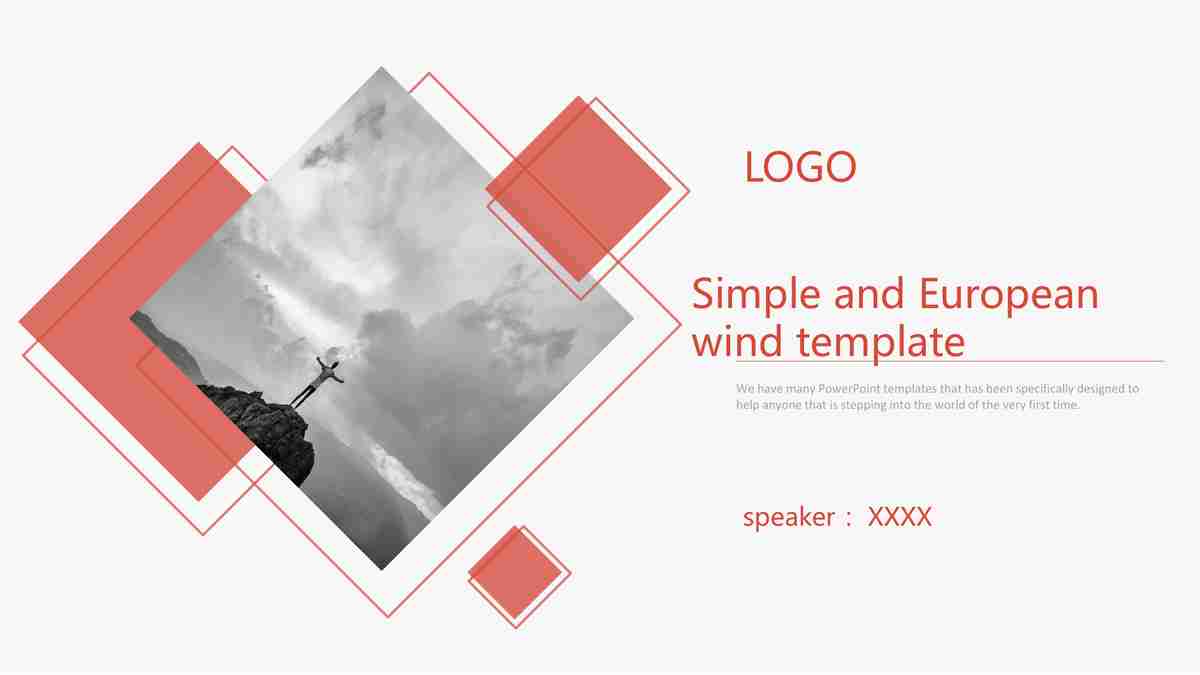 LOGO
Simple and European
wind template
We have many PowerPoint templates that has been specifically designed to
help anyone that is stepping into the world of the very first time.
speaker： XXXX